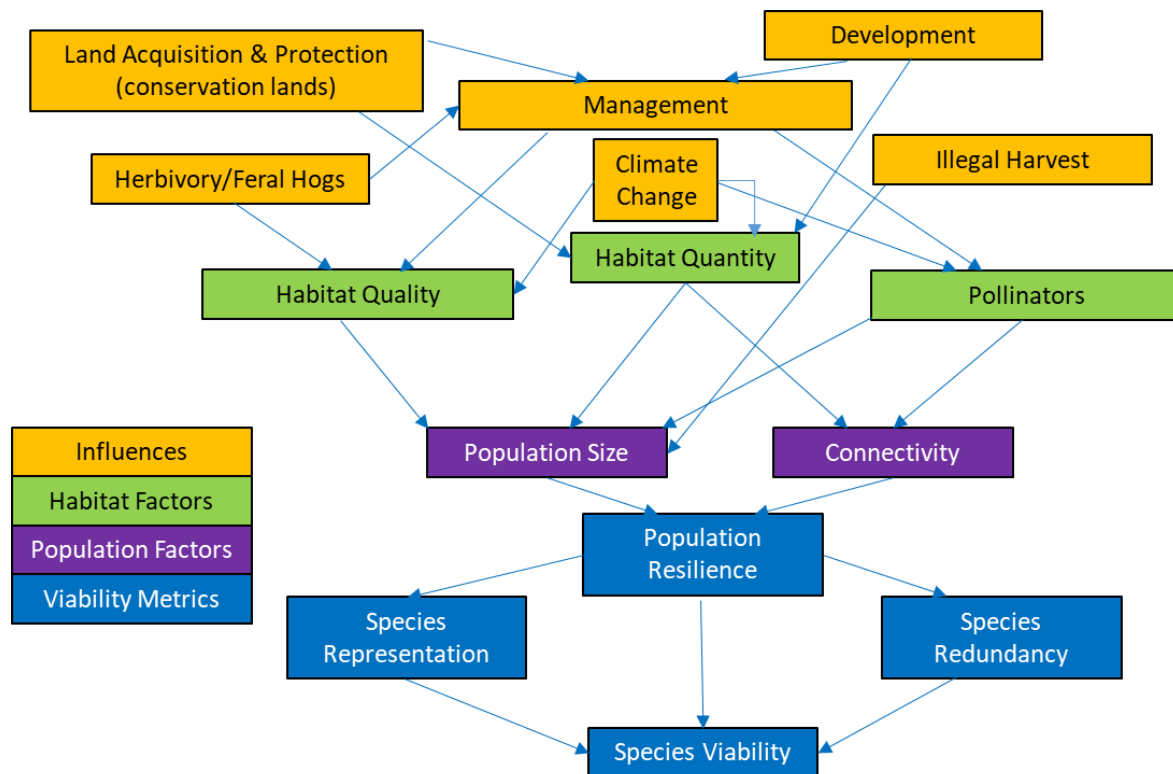 Land Acquisition & Protection
(conservation lands)
Development
Management
Herbivory/Feral Hogs
Climate
Change
Illegal Harvest
Habitat Quality
Habitat Quantity
Pollinators
Influences
Habitat Factors
Population Factors
Viability Metrics
Population Size
Connectivity
Population
Resilience
Species
Representation
Species
Redundancy
Species Viability